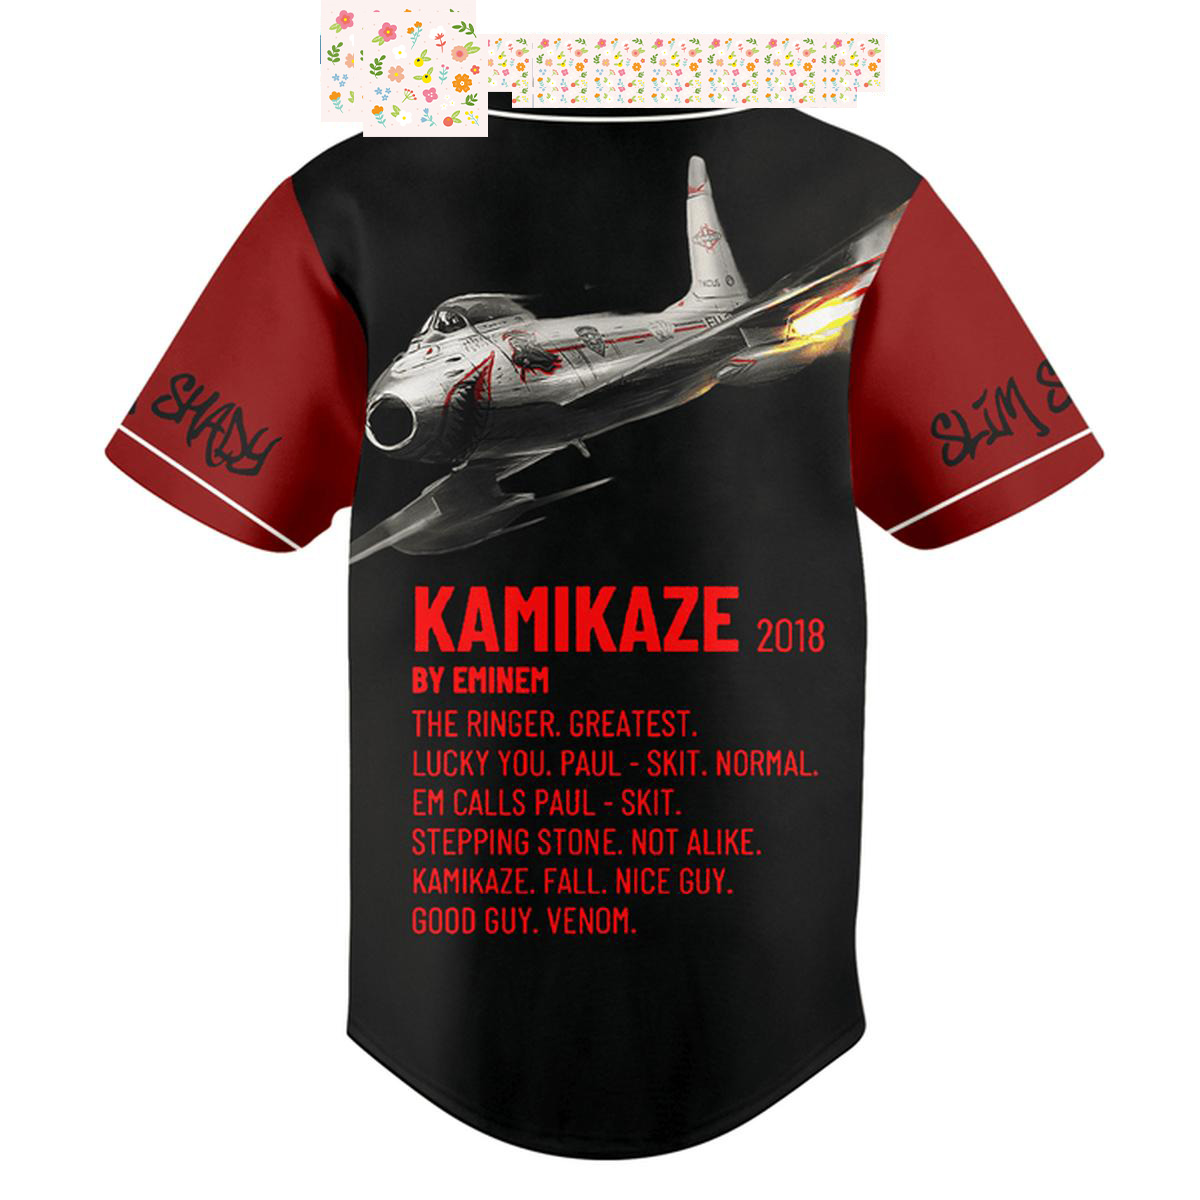 SHADY
SLIM S
KAMIKAZE 2018
BY EMINEM
THE RINGER. GREATEST.
LUCKY YOU. PAUL - SKIT. NORMAL.
EM CALLS PAUL - SKIT.
STEPPING STONE. NOT ALIKE.
KAMIKAZE. FALL. NICE GUY.
GOOD GUY. VENOM.